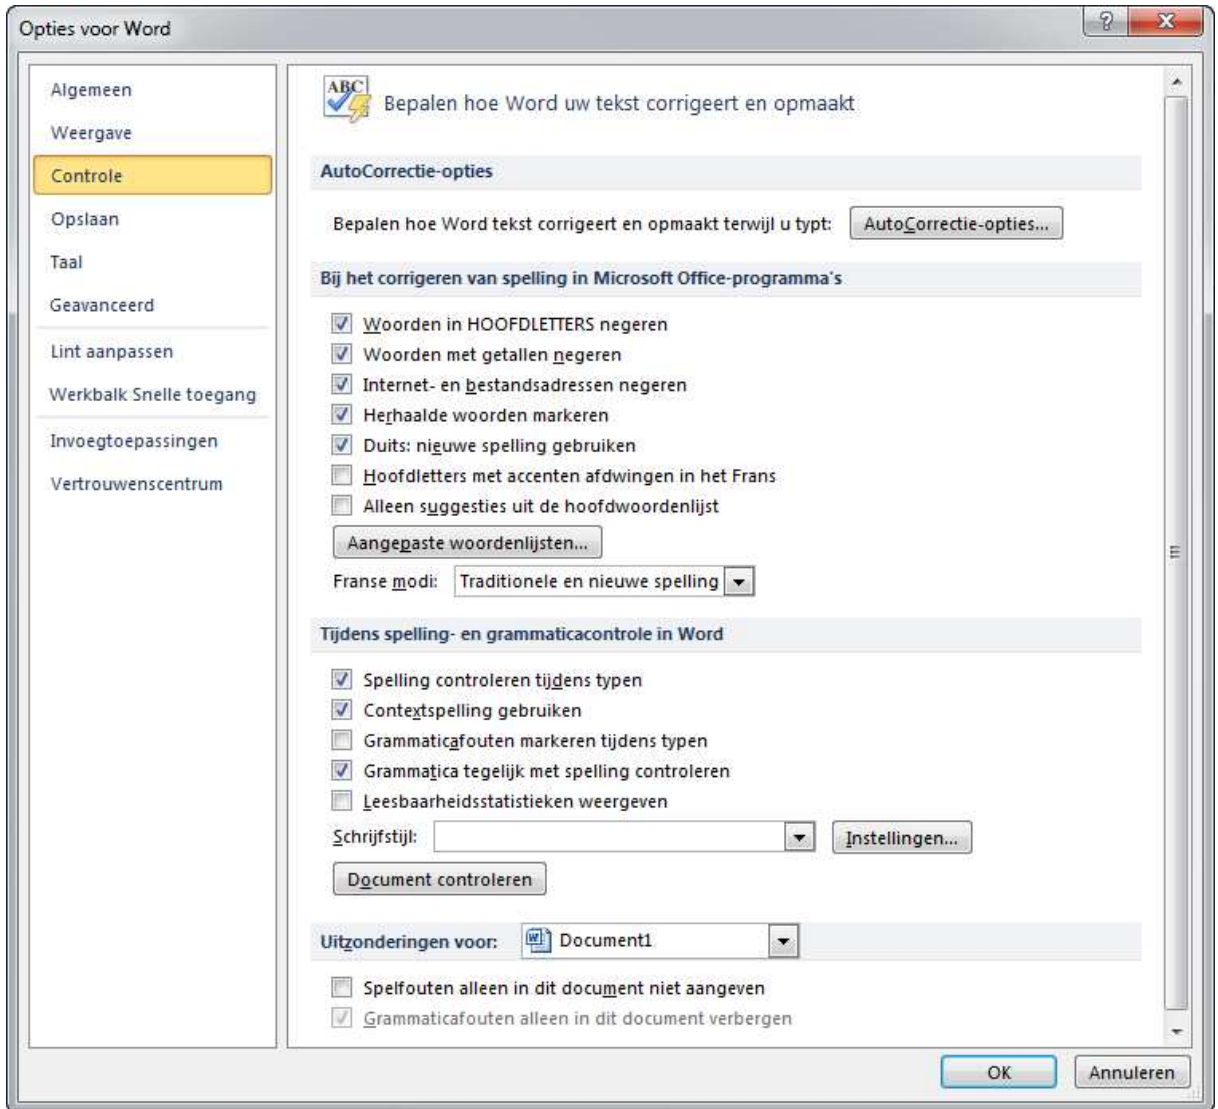 Opties voor Word
Algemeen
Weergave
Controle
Opslaan
Taal
Geavanceerd
Lint aanpassen
Werkbalk Snelle toegang
Invoegtoepassingen
Vertrouwenscentrum
ABC
Bepalen hoe Word uw tekst corrigeert en opmaakt
AutoCorrectie-opties
Bepalen hoe Word tekst corrigeert en opmaakt terwijl u typt: AutoCorrectie-opties...
Bij het corrigeren van spelling in Microsoft Office-programma's
Woorden in HOOFDLETTERS negeren
Woorden met getallen negeren
Internet- en bestandsadressen negeren
Herhaalde woorden markeren
Duits: nieuwe spelling gebruiken
Hoofdletters met accenten afdwingen in het Frans
Alleen suggesties uit de hoofdwoordenlijst
Aangepaste woordenlijsten...
Franse modi: Traditionele en nieuwe spelling
Tijdens spelling- en grammaticacontrole in Word
Spelling controleren tijdens typen
Contextspelling gebruiken
Grammaticafouten markeren tijdens typen
Grammatica tegelijk met spelling controleren
Leesbaarheidsstatistieken weergeven
Schrijfstijl: Instellingen...
Document controleren
Uitzonderingen voor: Document1
Spelfouten alleen in dit document niet aangeven
Grammaticafouten alleen in dit document verbergen
OK Annuleren